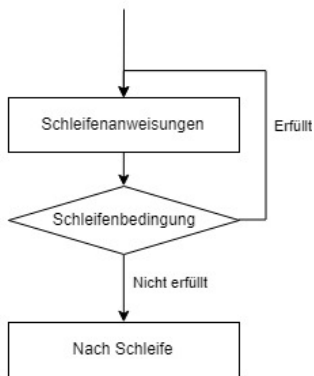 Schleifenanweisungen
Erfüllt
Schleifenbedingung
Nicht erfüllt
Nach Schleife